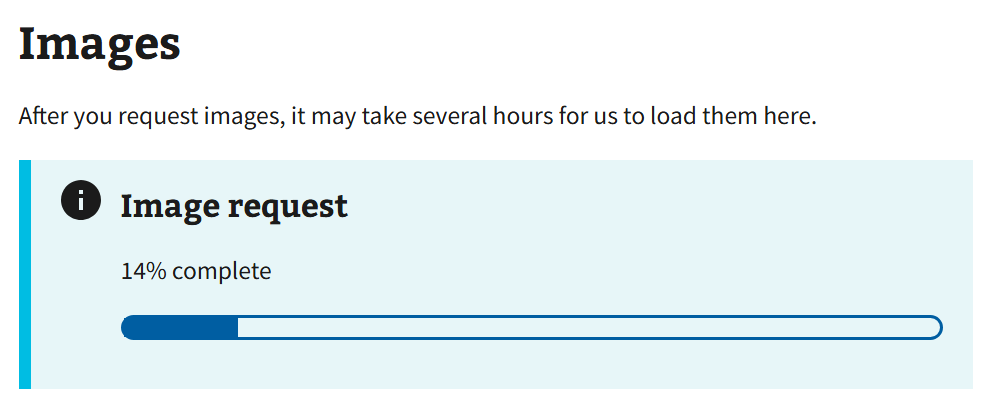 Images
After you request images, it may take several hours for us to load them here.
Image request
14% complete